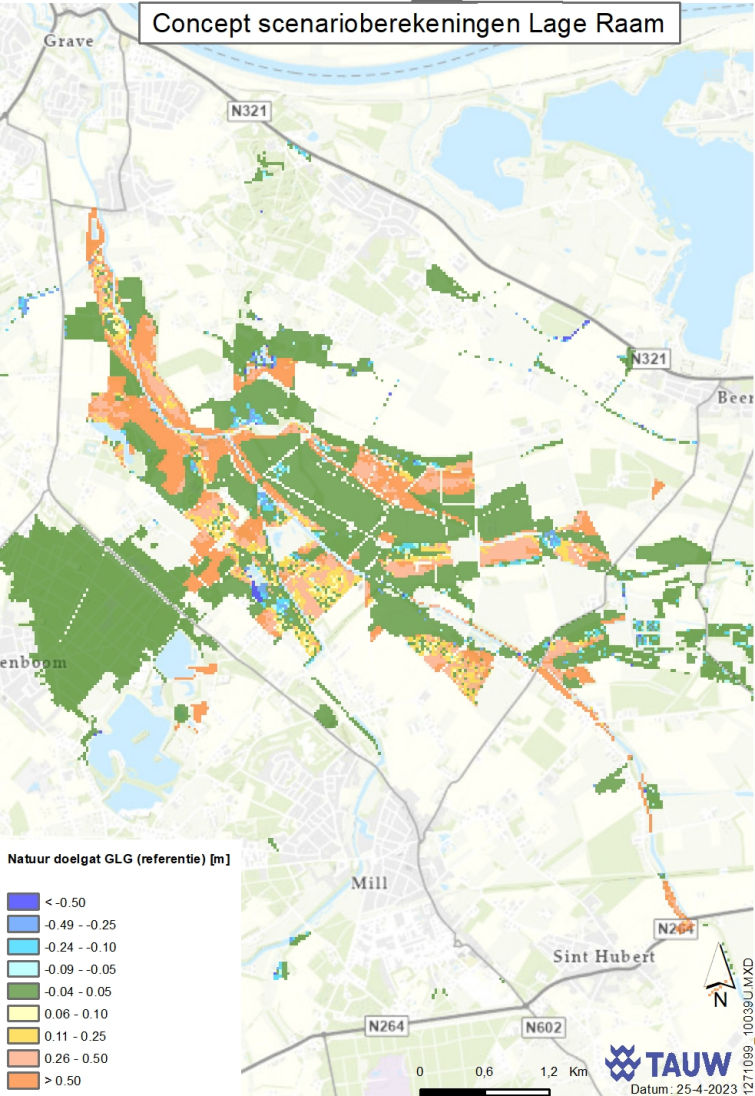 Concept scenarioberekeningen Lage Raam
Grave
N321
N321
Beer
enboom
Mill
Sint Hubert
N264
N264
N602
Natuur doelgat GLG (referentie) [m]
< -0.50
-0.49 - -0.25
-0.24 - -0.10
-0.09 - -0.05
-0.04 - 0.05
0.06 - 0.10
0.11 - 0.25
0.26 - 0.50
> 0.50
0 0,6 1,2 Km
N
TAUW
Datum: 25-4-2023
1271099_10039U.MXD